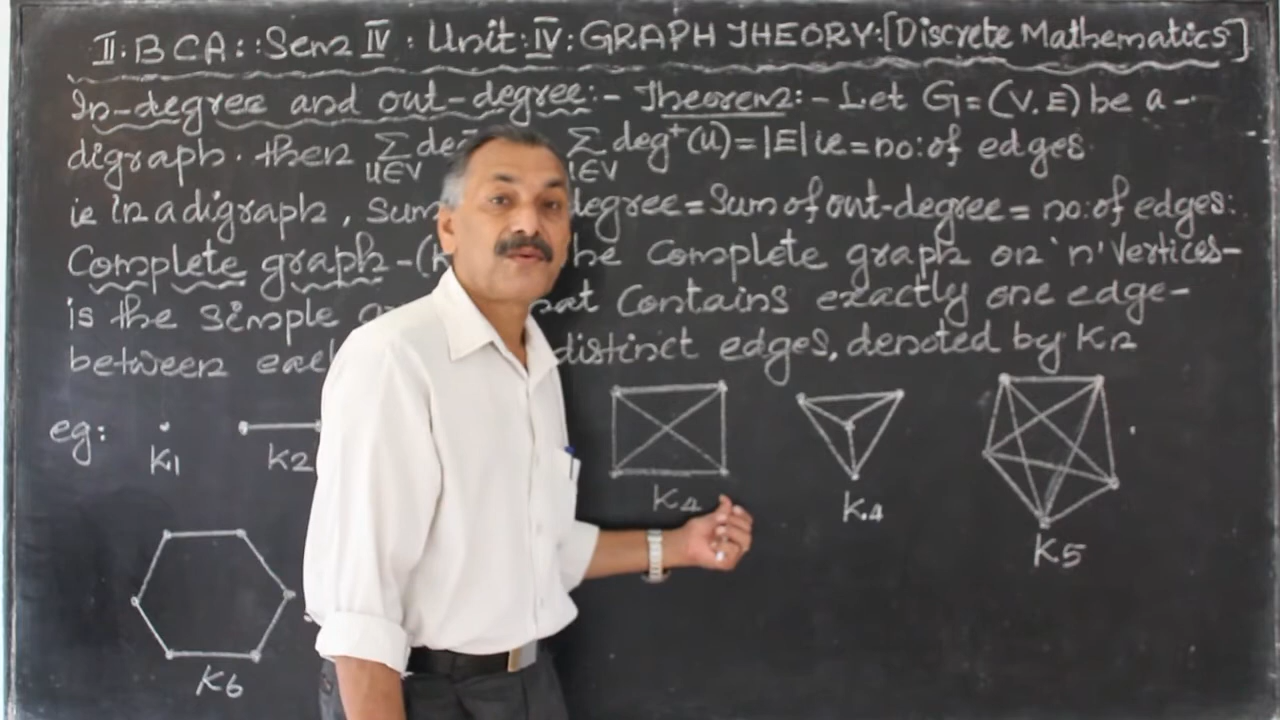 II. BCA:: Sem IV: Unit: IV: GRAPH THEORY:[Discrete Mathematics]
In-degree and out-degree:- Theorem:- Let G=(V.E) be a -
digraph. then ∑ de ∑ deg⁺(u)=|E| ie=no:of edges
u∈V ∈V
ie In a digraph, Sum degree=Sum of out-degree= no:of edges:
Complete graph-( he Complete graph on 'n' Vertices-
is the simple at Contains exactly one edge-
between each distinct edges, denoted by Kn
eg:
K1 K2 K4 K4 K5
K6